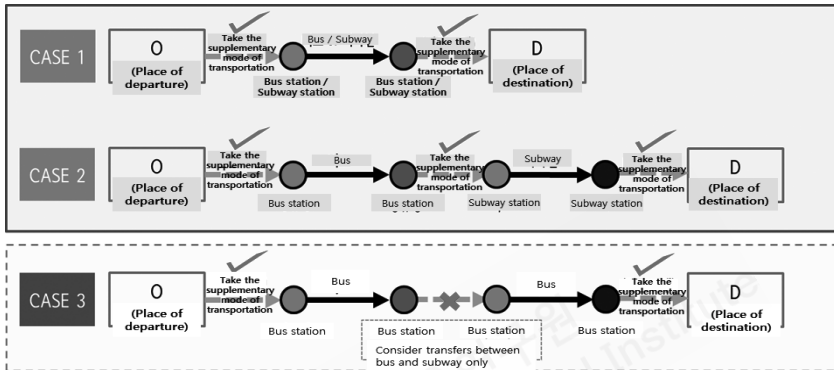 CASE 1
O
(Place of
departure)
Take the
supplementary
mode of
transportation
Bus / Subway
Bus station /
Subway station
Bus station /
Subway station
Take the
supplementary
mode of
transportation
D
(Place of
destination)
CASE 2
O
(Place of
departure)
Take the
supplementary
mode of
transportation
Bus
Bus station
Bus station
Take the
supplementary
mode of
transportation
Subway
Subway station
Subway station
Take the
supplementary
mode of
transportation
D
(Place of
destination)
CASE 3
O
(Place of
departure)
Take the
supplementary
mode of
transportation
Bus
Bus station
Bus station
Bus station
Consider transfers between
bus and subway only
Bus
Bus station
Take the
supplementary
mode of
transportation
D
(Place of
destination)
Institute